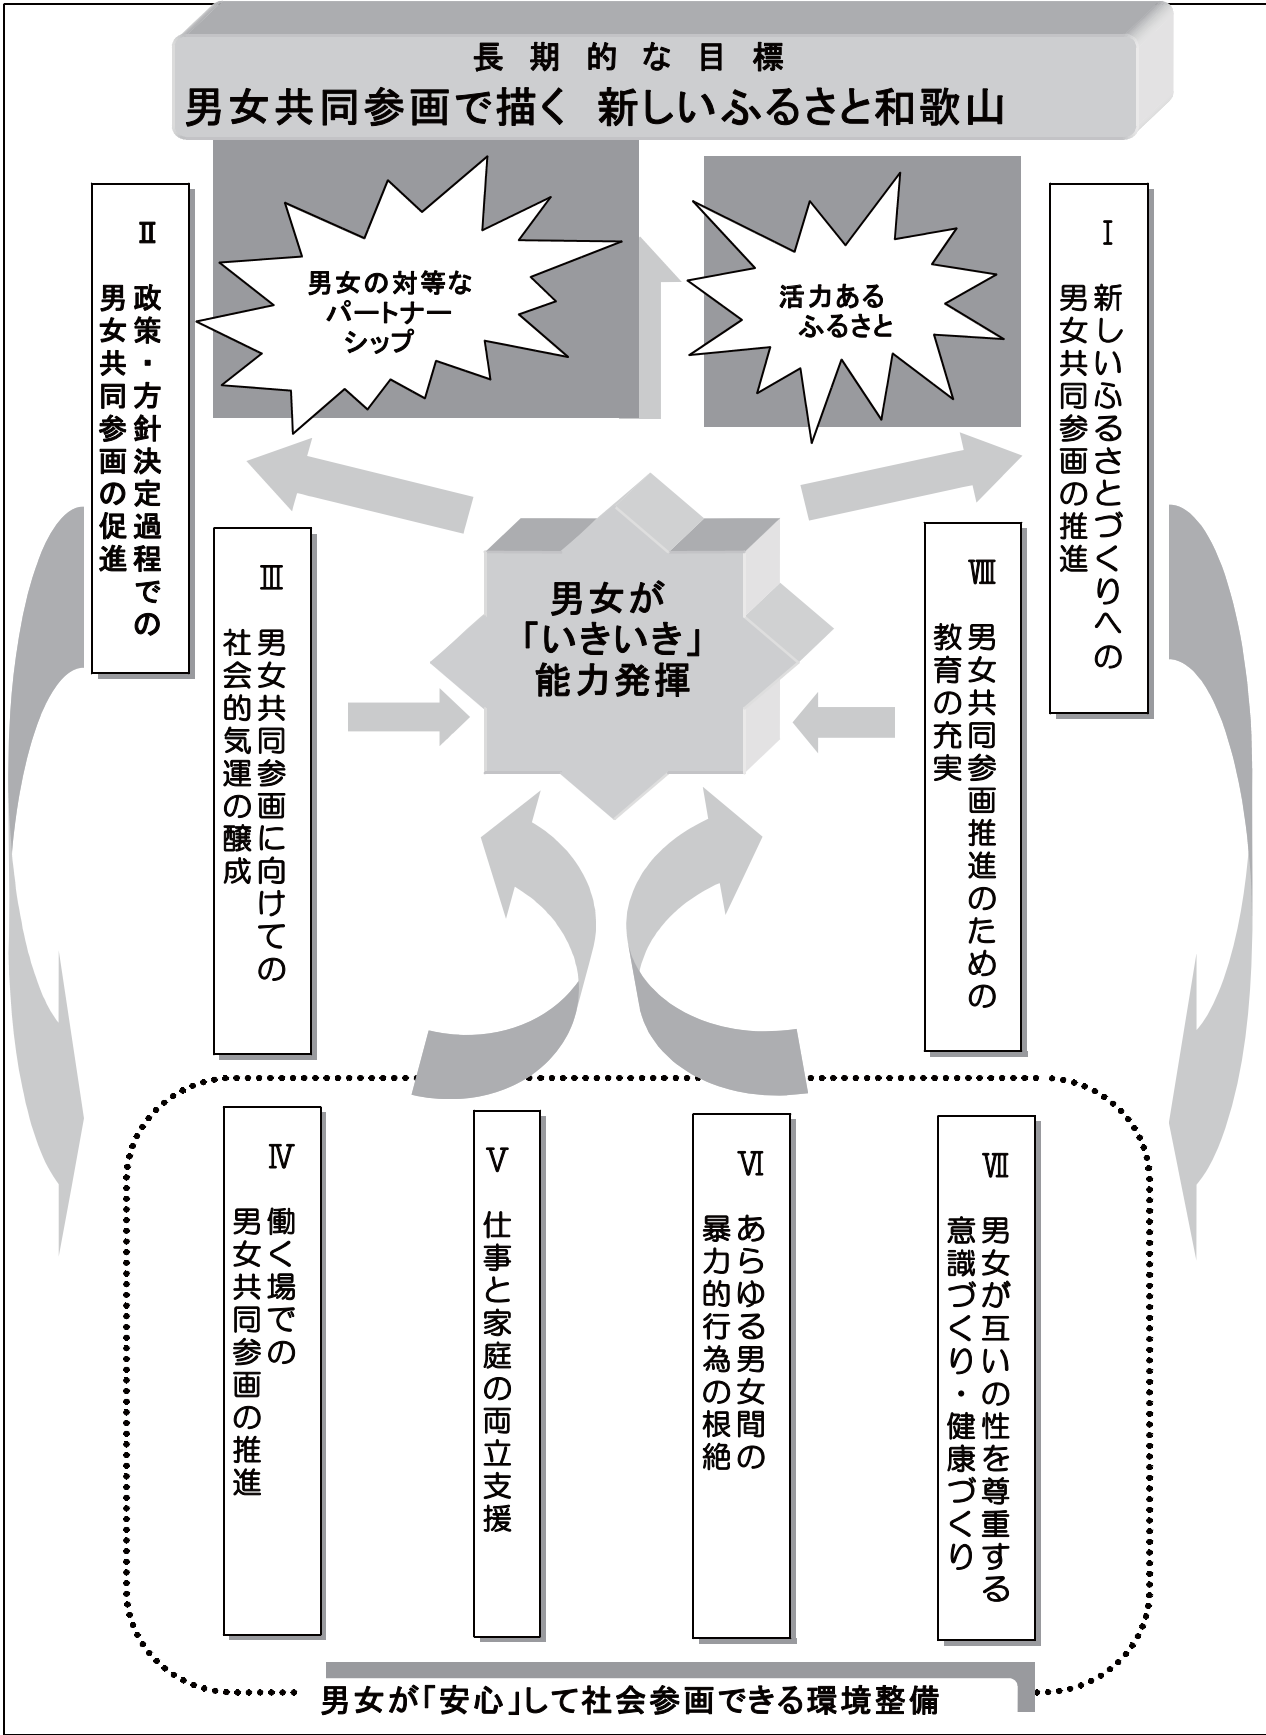 長期的な目標
男女共同参画で描く 新しいふるさと和歌山
男女の対等な
パートナー
シップ
活力ある
ふるさと
Ⅰ
新しいふるさとづくりへの
男女共同参画の推進
Ⅱ
政策・方針決定過程での
男女共同参画の促進
男女が
「いきいき」
能力発揮
Ⅷ
男女共同参画推進のための
教育の充実
Ⅲ
男女共同参画に向けての
社会的気運の醸成
Ⅶ
男女が互いの性を尊重する
意識づくり・健康づくり
Ⅵ
あらゆる男女間の
暴力的行為の根絶
Ⅴ
仕事と家庭の両立支援
Ⅳ
働く場での
男女共同参画の推進
男女が「安心」して社会参画できる環境整備